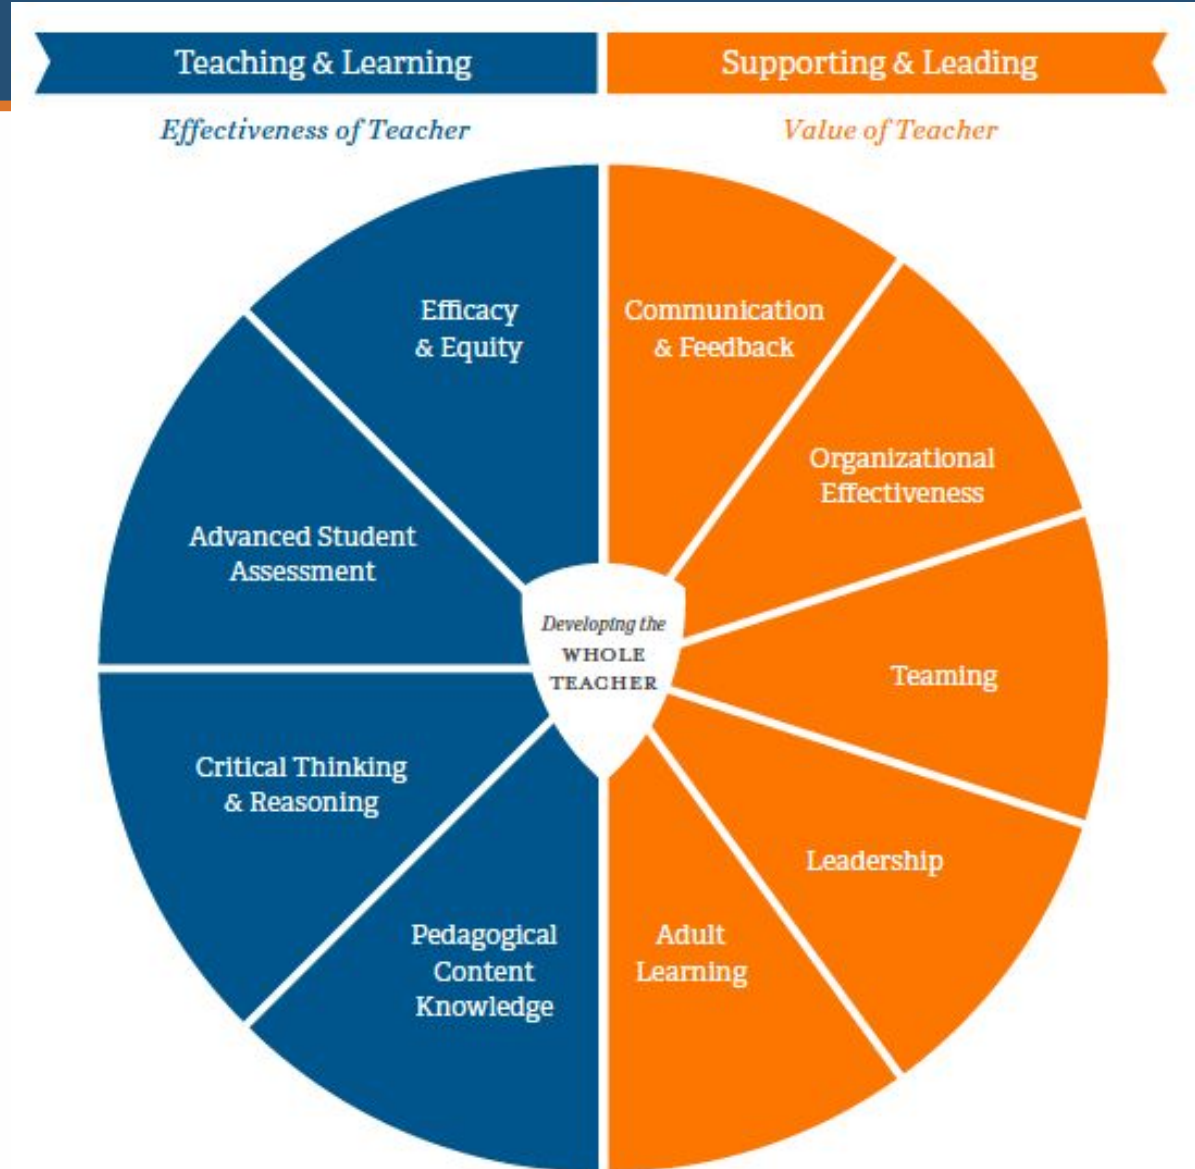 Teaching & Learning
Supporting & Leading
Effectiveness of Teacher
Value of Teacher
Efficacy
& Equity
Communication
& Feedback
Organizational
Effectiveness
Advanced Student
Assessment
Developing the
WHOLE
TEACHER
Teaming
Critical Thinking
& Reasoning
Leadership
Pedagogical
Content
Knowledge
Adult
Learning